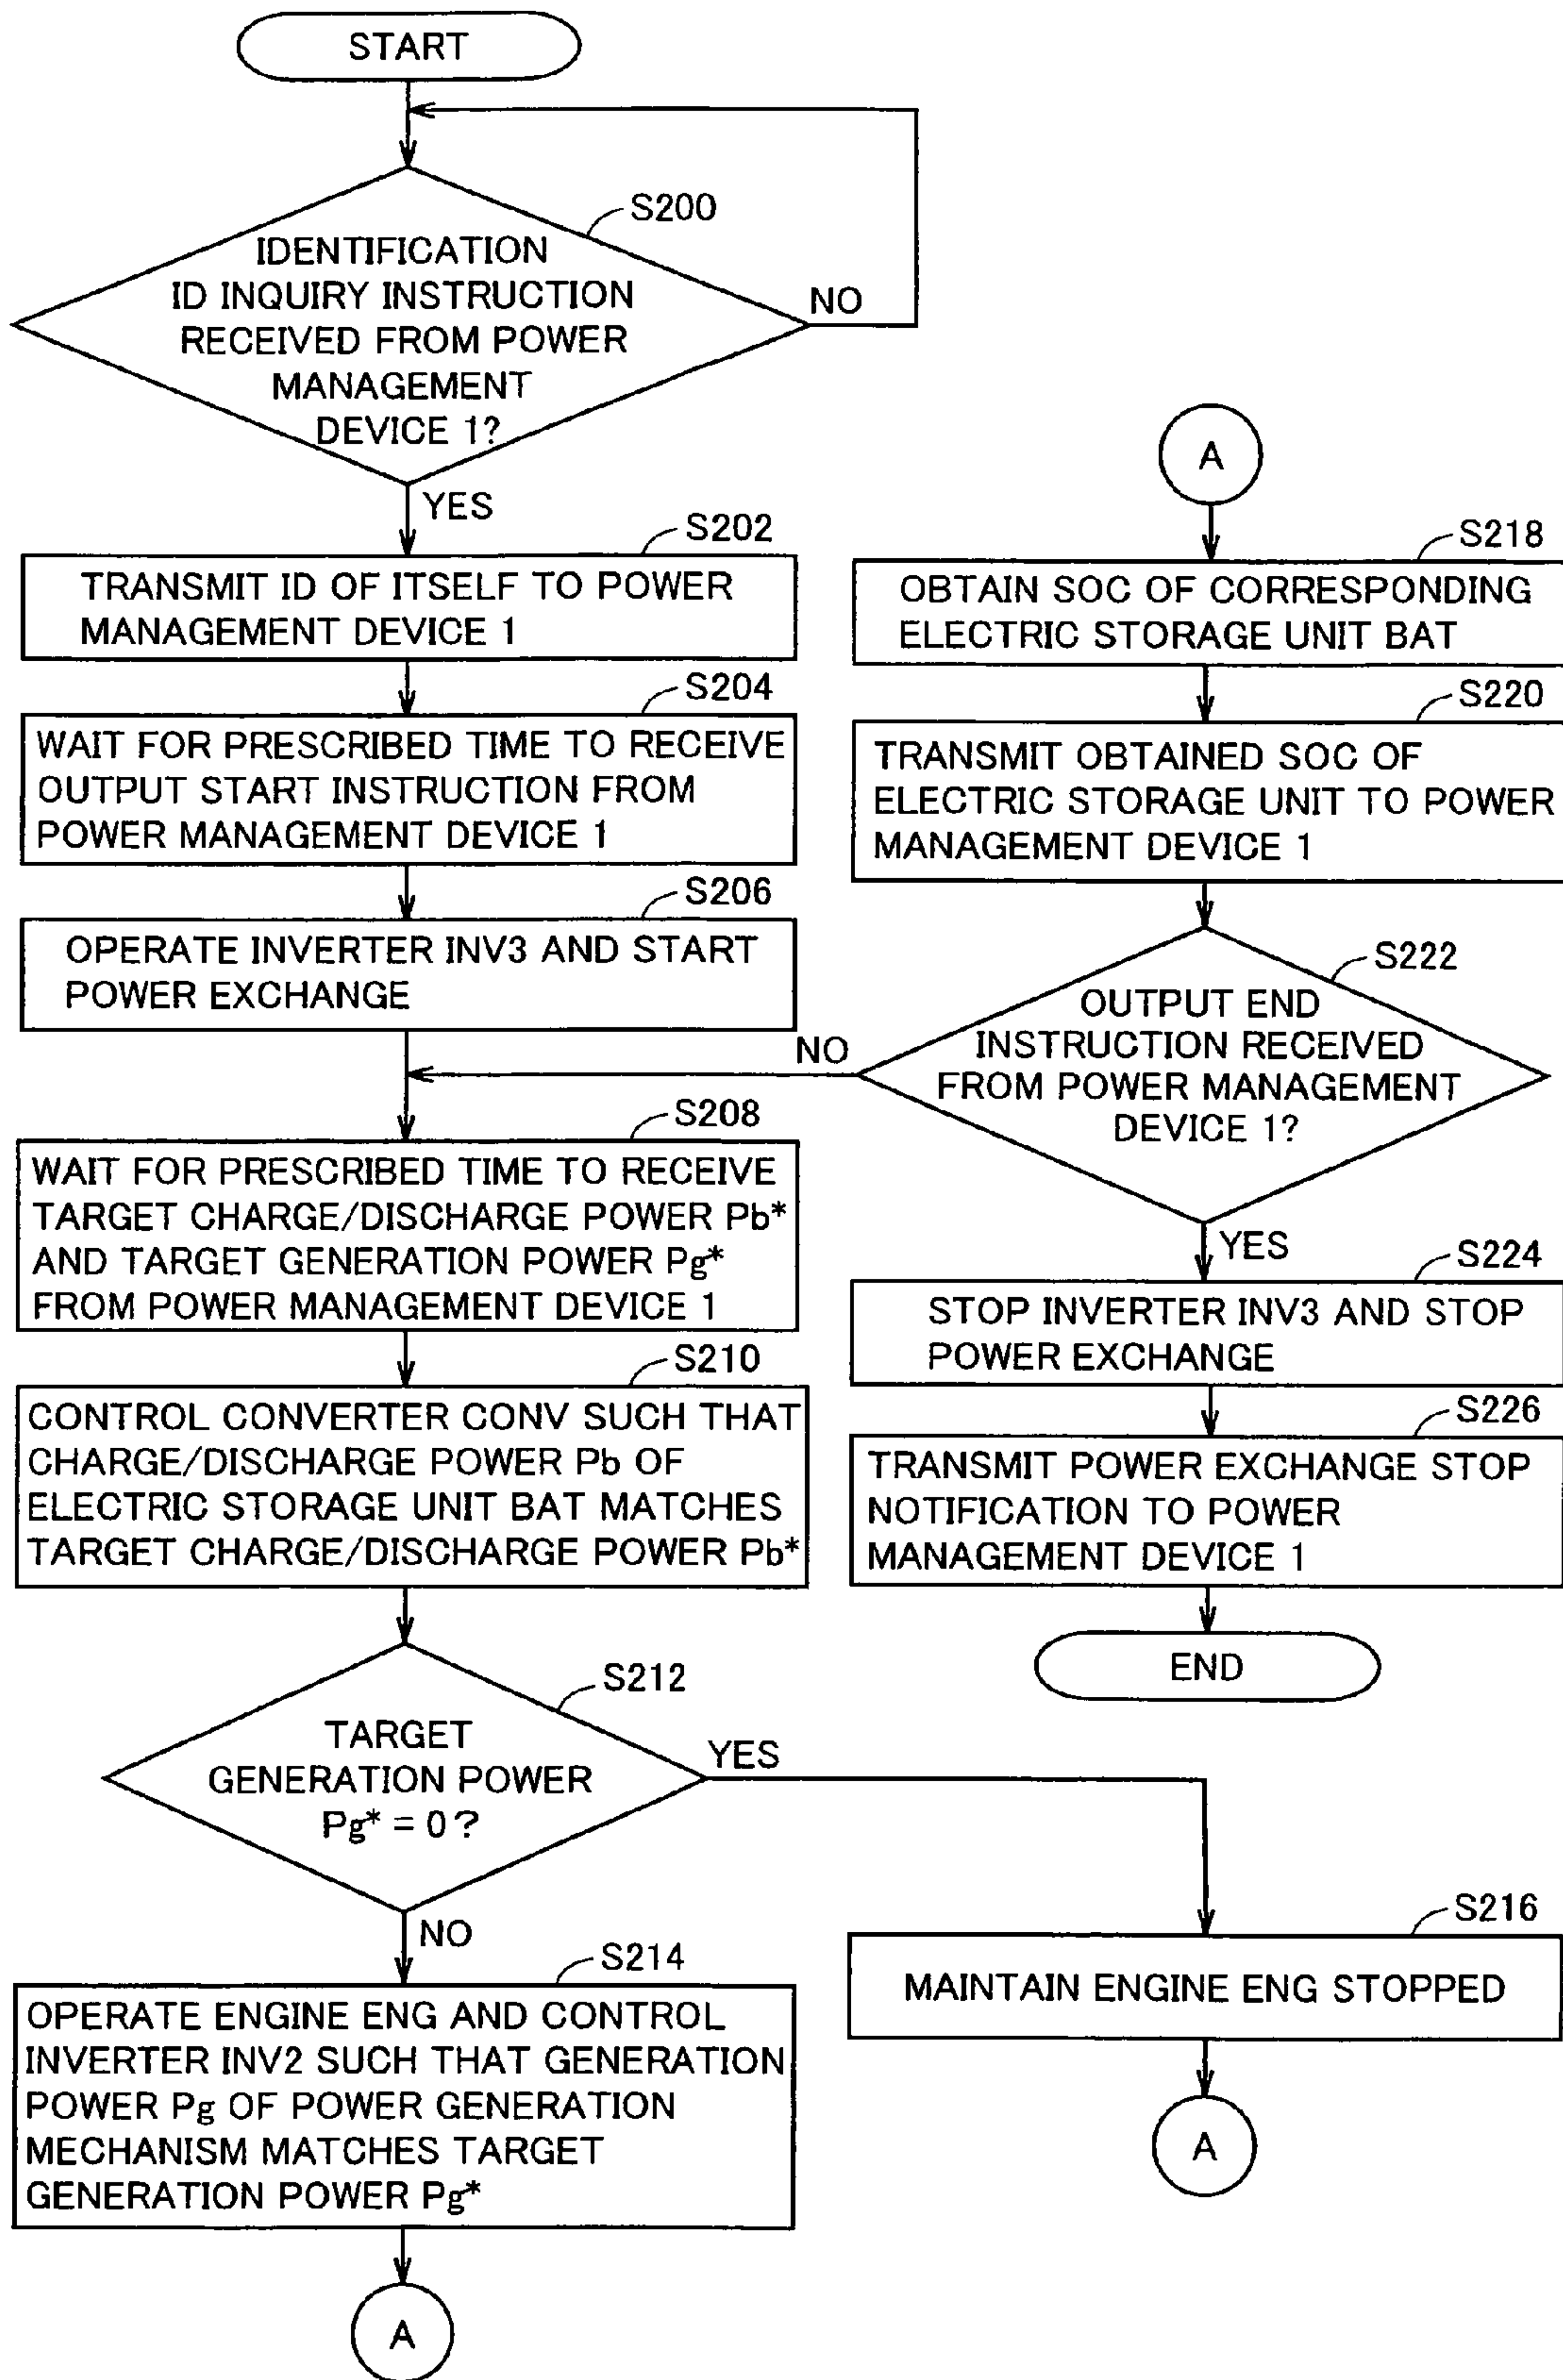 START
S200
IDENTIFICATION
ID INQUIRY INSTRUCTION
RECEIVED FROM POWER
MANAGEMENT
DEVICE 1?
NO
YES
S202
TRANSMIT ID OF ITSELF TO POWER
MANAGEMENT DEVICE 1
S204
WAIT FOR PRESCRIBED TIME TO RECEIVE
OUTPUT START INSTRUCTION FROM
POWER MANAGEMENT DEVICE 1
S206
OPERATE INVERTER INV3 AND START
POWER EXCHANGE
S208
WAIT FOR PRESCRIBED TIME TO RECEIVE
TARGET CHARGE/DISCHARGE POWER Pb*
AND TARGET GENERATION POWER Pg*
FROM POWER MANAGEMENT DEVICE 1
S210
CONTROL CONVERTER CONV SUCH THAT
CHARGE/DISCHARGE POWER Pb OF
ELECTRIC STORAGE UNIT BAT MATCHES
TARGET CHARGE/DISCHARGE POWER Pb*
S212
TARGET
GENERATION POWER
Pg* = 0?
YES
NO
S214
OPERATE ENGINE ENG AND CONTROL
INVERTER INV2 SUCH THAT GENERATION
POWER Pg OF POWER GENERATION
MECHANISM MATCHES TARGET
GENERATION POWER Pg*
A
S216
MAINTAIN ENGINE ENG STOPPED
A
A
S218
OBTAIN SOC OF CORRESPONDING
ELECTRIC STORAGE UNIT BAT
S220
TRANSMIT OBTAINED SOC OF
ELECTRIC STORAGE UNIT TO POWER
MANAGEMENT DEVICE 1
S222
OUTPUT END
INSTRUCTION RECEIVED
FROM POWER MANAGEMENT
DEVICE 1?
NO
YES
S224
STOP INVERTER INV3 AND STOP
POWER EXCHANGE
S226
TRANSMIT POWER EXCHANGE STOP
NOTIFICATION TO POWER
MANAGEMENT DEVICE 1
END